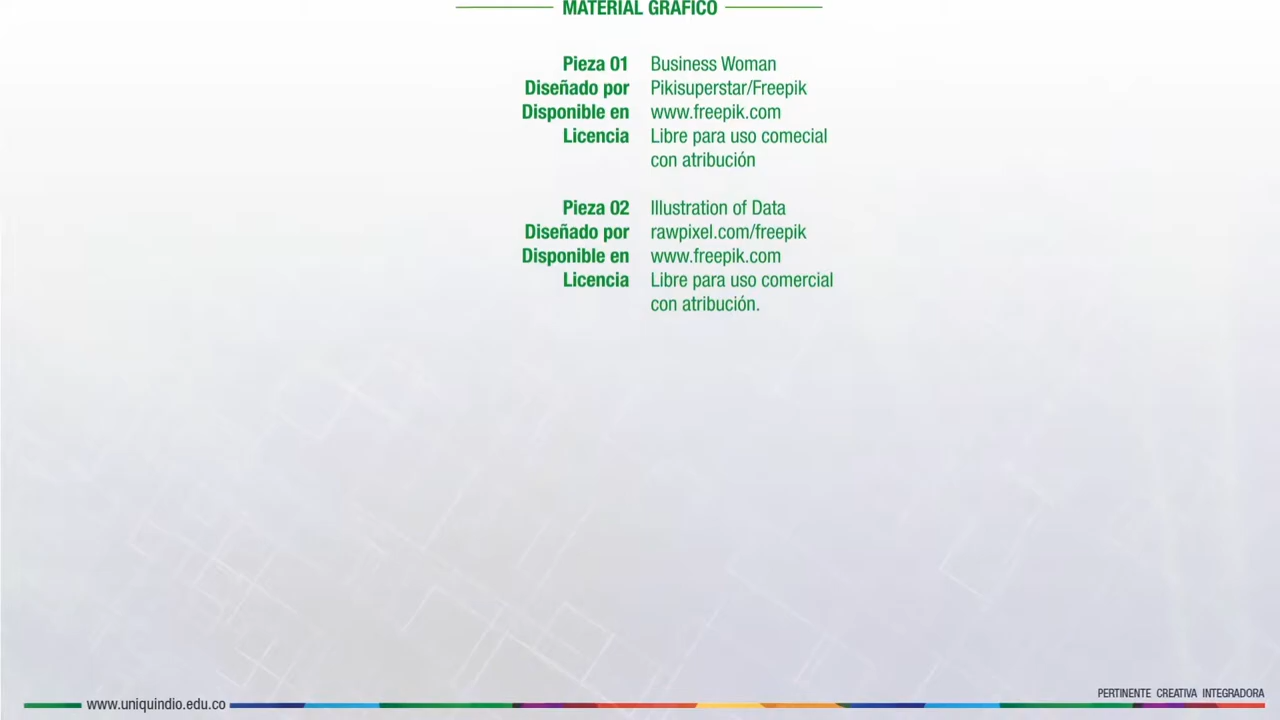 MATERIAL GRÁFICO
Pieza 01 Business Woman
Diseñado por Pikisuperstar/Freepik
Disponible en www.freepik.com
Licencia Libre para uso comecial
con atribución
Pieza 02 Illustration of Data
Diseñado por rawpixel.com/freepik
Disponible en www.freepik.com
Licencia Libre para uso comercial
con atribución.
PERTINENTE CREATIVA INTEGRADORA
www.uniquindio.edu.co